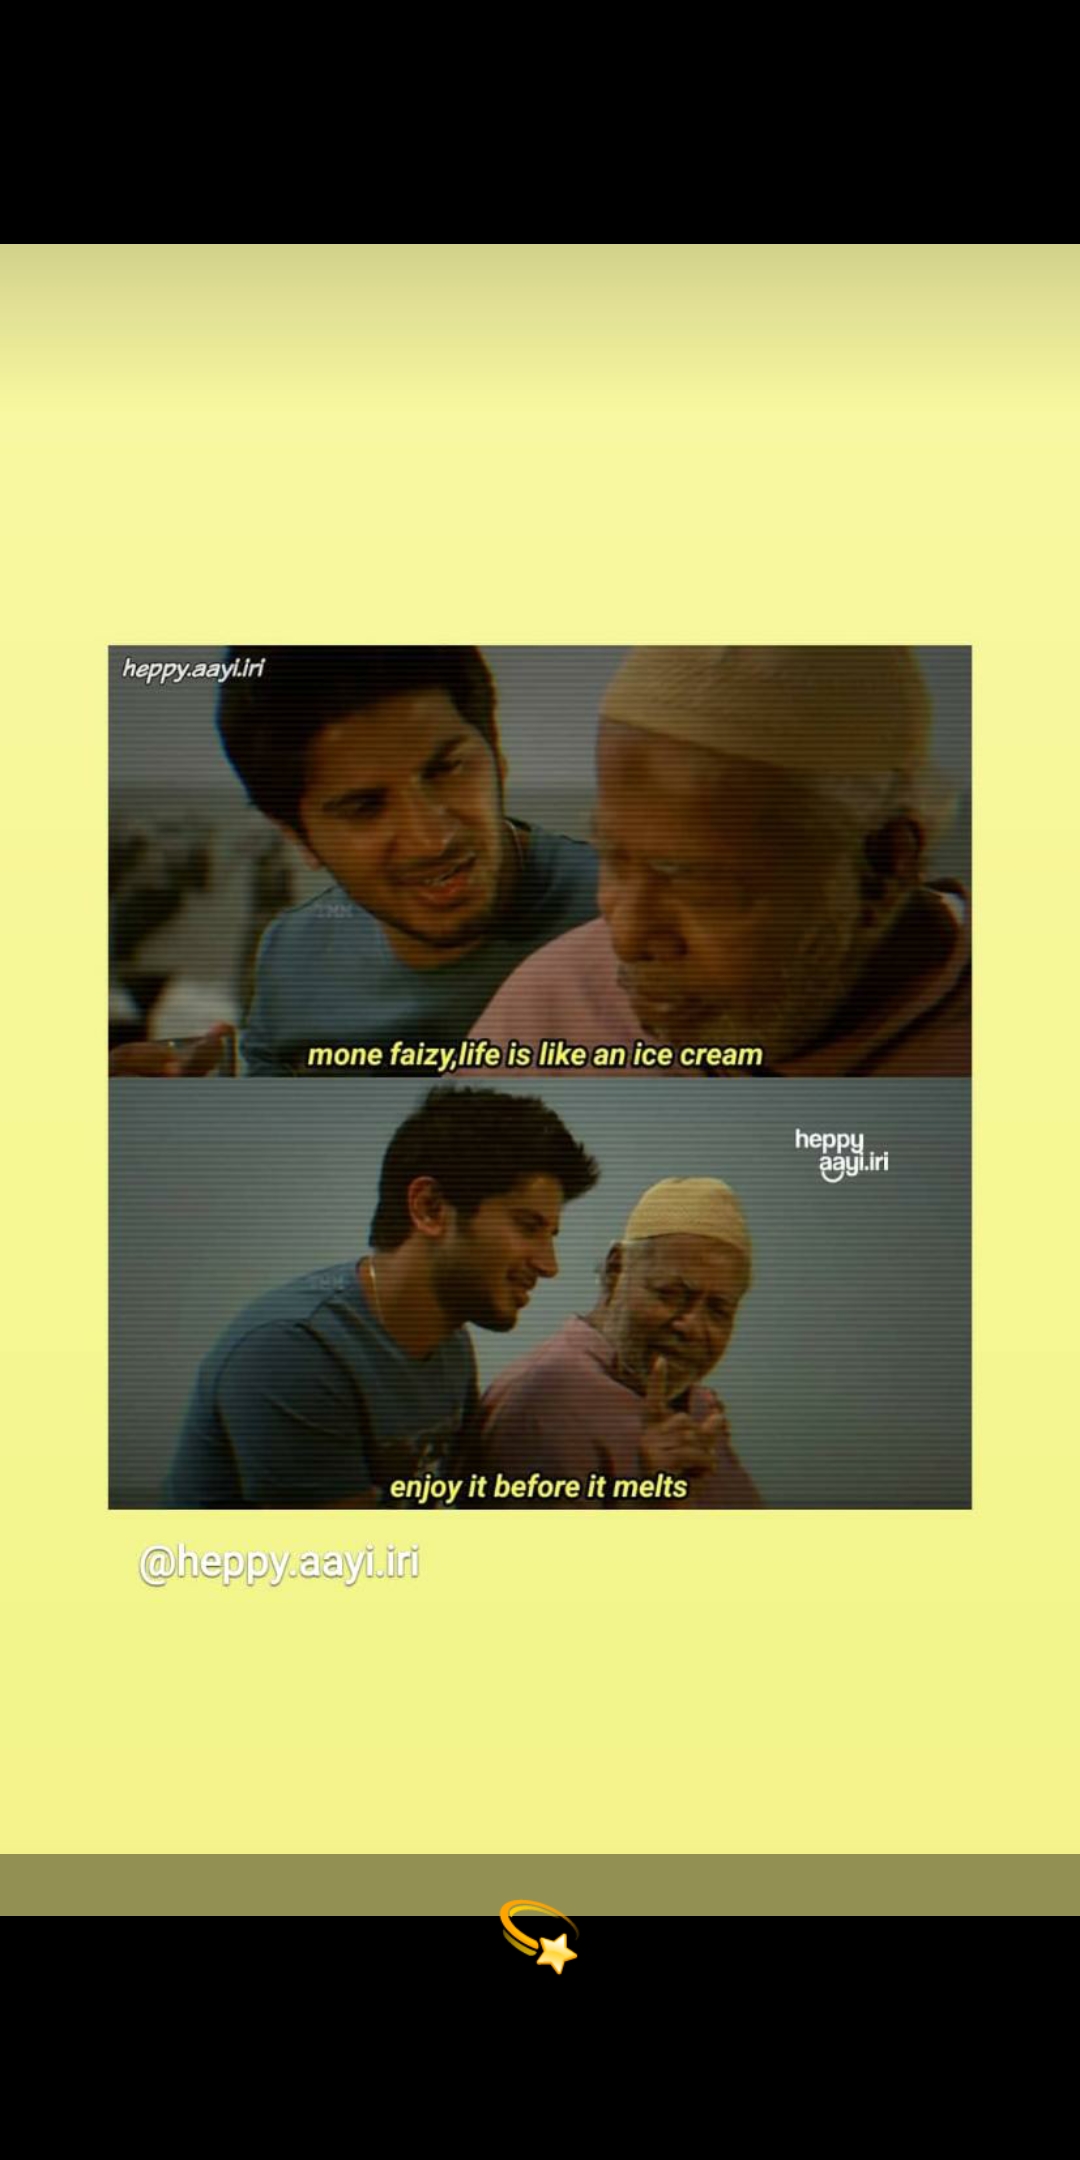 heppy.aayi.iri
mone faizy,life is like an ice cream
heppy
aayi.iri
enjoy it before it melts
@heppy.aayi.iri